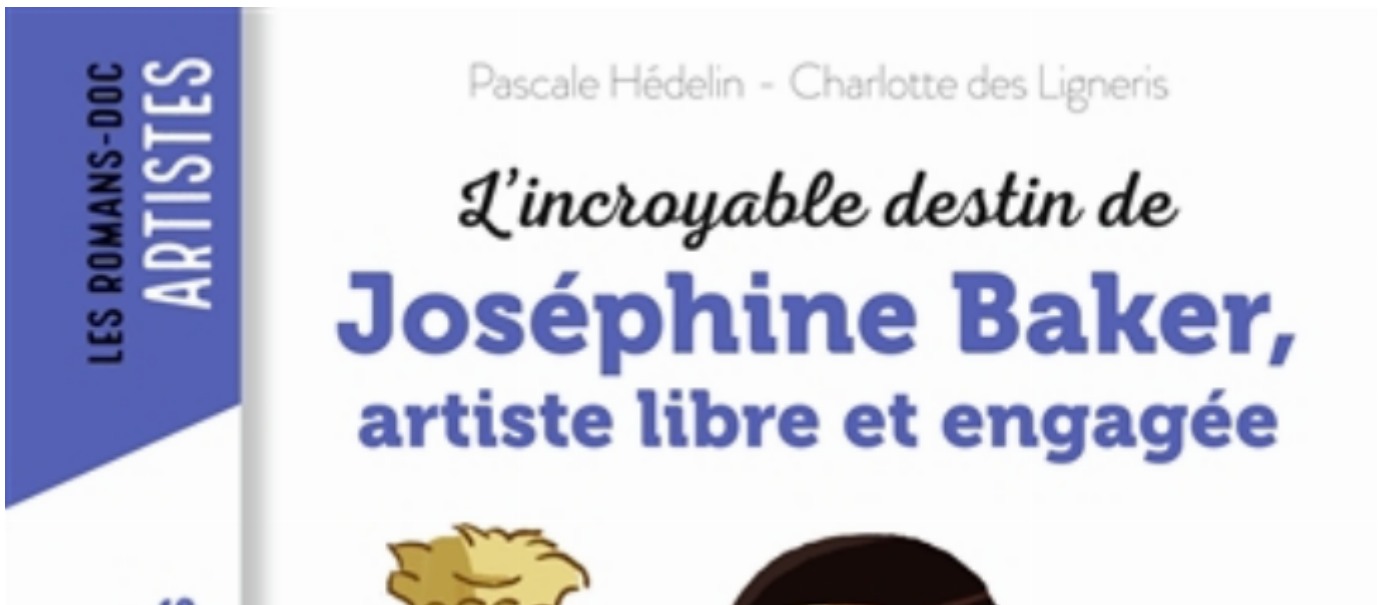 LES ROMANS-DOC
ARTISTES
Pascale Hédelin - Charlotte des Ligneris
L'incroyable destin de
Joséphine Baker,
artiste libre et engagée